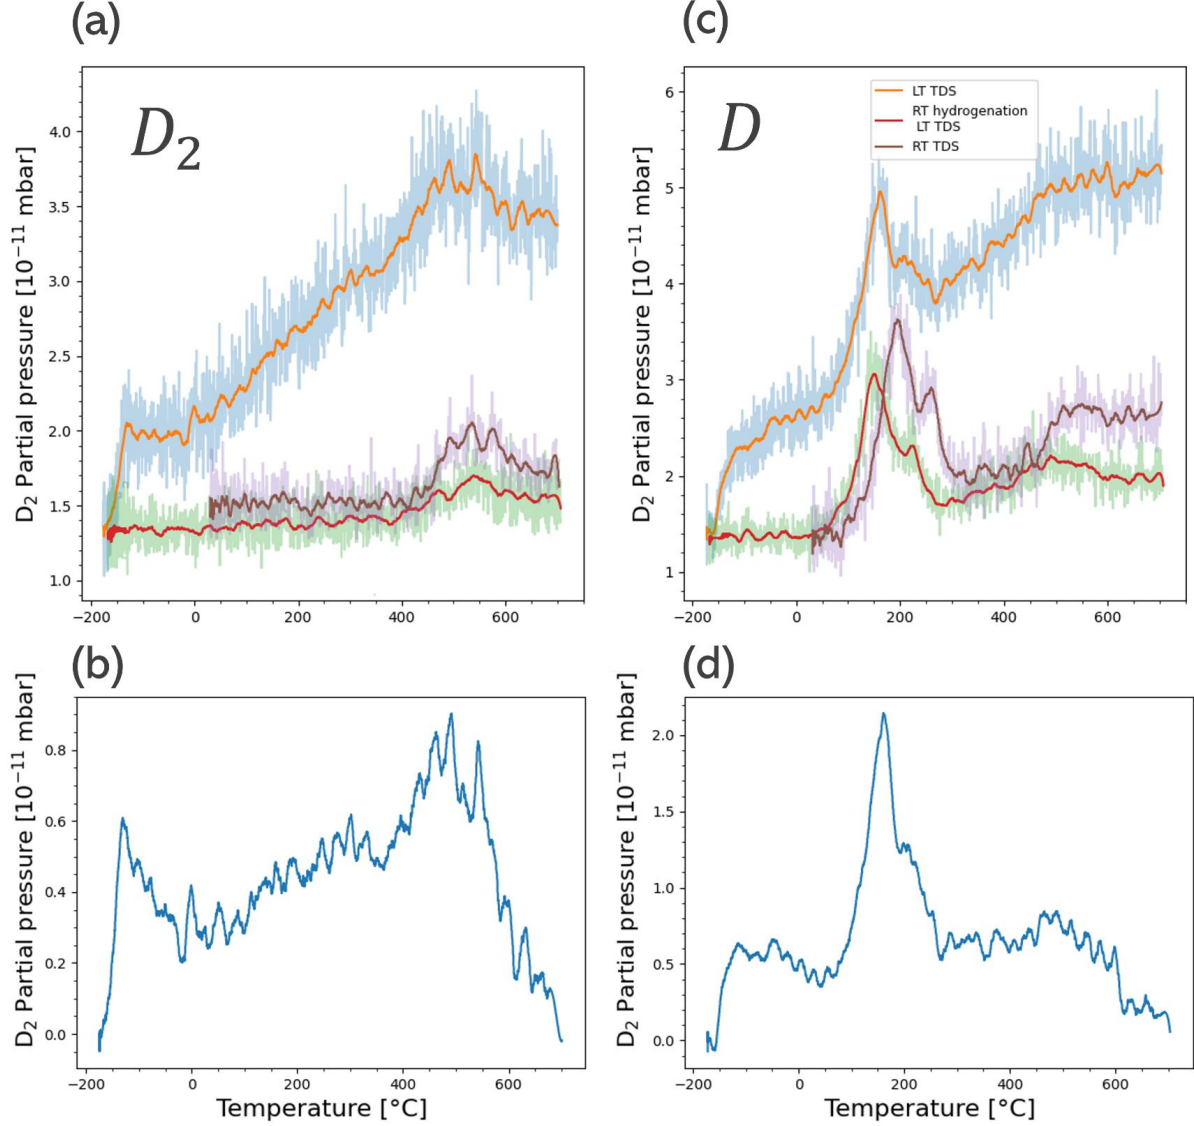 (a)
D₂
D₂ Partial pressure [10⁻¹¹ mbar]
4.0
3.5
3.0
2.5
2.0
1.5
1.0
−200
0
200
400
600
(c)
D
LT TDS
RT hydrogenation
LT TDS
RT TDS
D₂ Partial pressure [10⁻¹¹ mbar]
6
5
4
3
2
1
−200
0
200
400
600
(b)
D₂ Partial pressure [10⁻¹¹ mbar]
0.8
0.6
0.4
0.2
0.0
−200
0
200
400
600
Temperature [°C]
(d)
D₂ Partial pressure [10⁻¹¹ mbar]
2.0
1.5
1.0
0.5
0.0
−200
0
200
400
600
Temperature [°C]